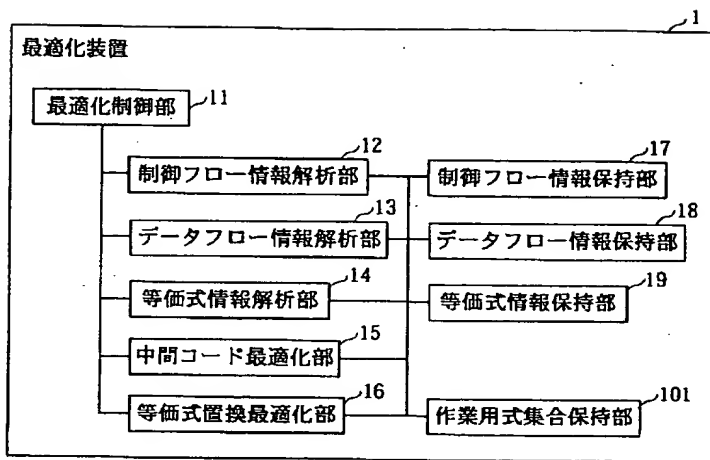 1
最適化装置
最適化制御部 11
制御フロー情報解析部 12
制御フロー情報保持部 17
データフロー情報解析部 13
データフロー情報保持部 18
等価式情報解析部 14
等価式情報保持部 19
中間コード最適化部 15
等価式置換最適化部 16
作業用式集合保持部 101